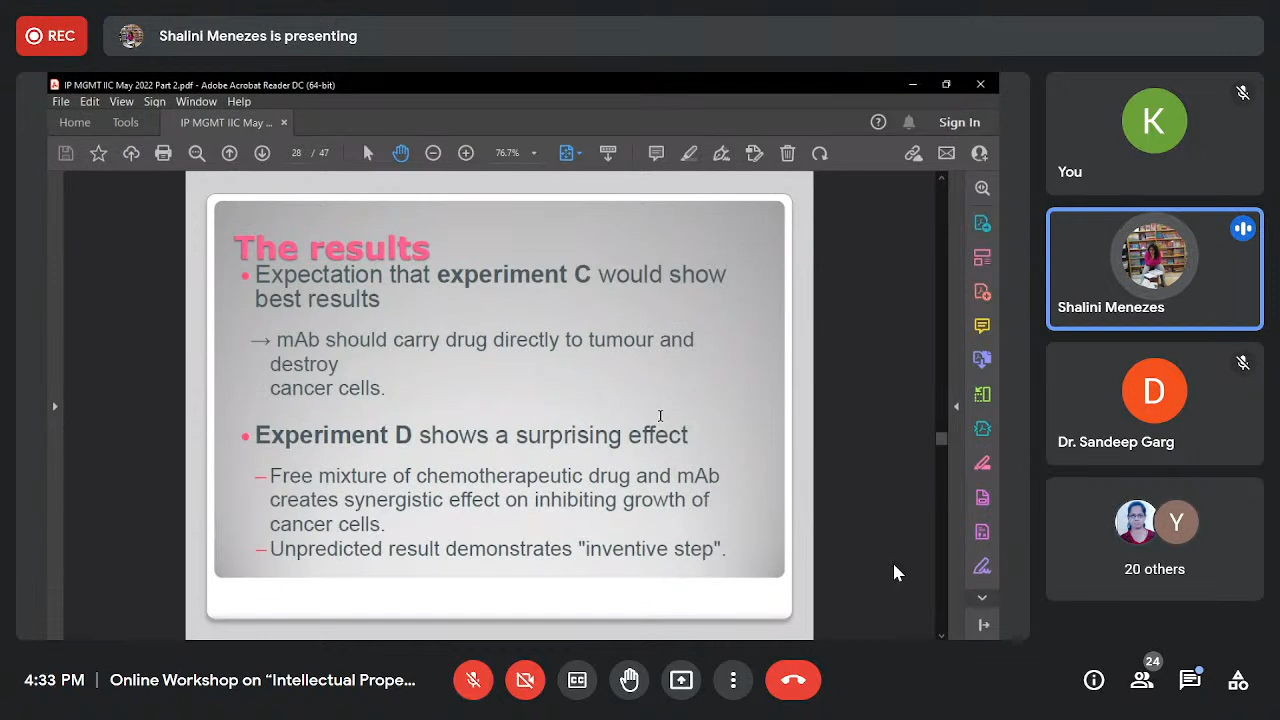 REC
Shalini Menezes is presenting
IP MGMT IIC May 2022 Part 2.pdf - Adobe Acrobat Reader DC (64-bit)
File Edit View Sign Window Help
Home Tools IP MGMT IIC May ... ×
Sign In
28 / 47
76.7%
The results
• Expectation that experiment C would show
best results
→ mAb should carry drug directly to tumour and
destroy
cancer cells.
• Experiment D shows a surprising effect
–Free mixture of chemotherapeutic drug and mAb
creates synergistic effect on inhibiting growth of
cancer cells.
–Unpredicted result demonstrates "inventive step".
K
You
Shalini Menezes
D
Dr. Sandeep Garg
Y
20 others
4:33 PM | Online Workshop on “Intellectual Prope...
24